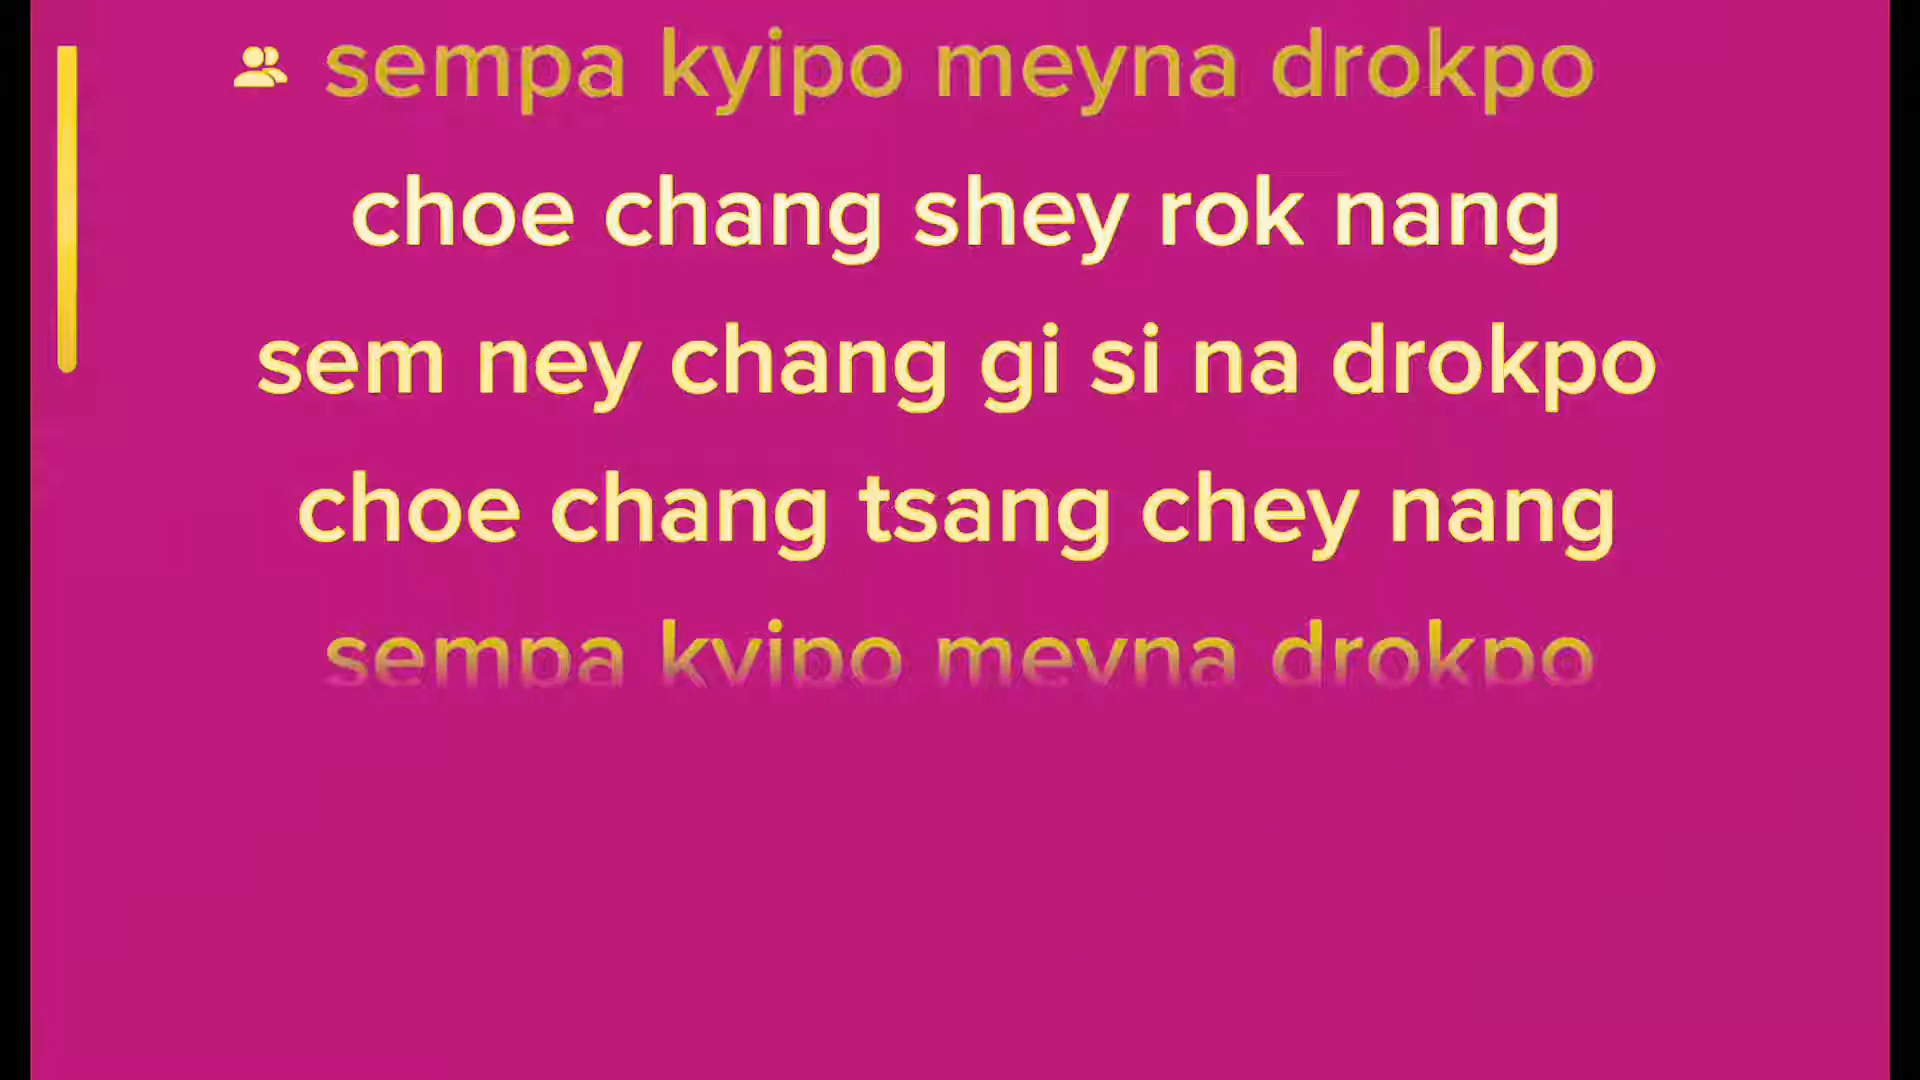 sempa kyipo meyna drokpo
choe chang shey rok nang
sem ney chang gi si na drokpo
choe chang tsang chey nang
sempa kyipo meyna drokpo